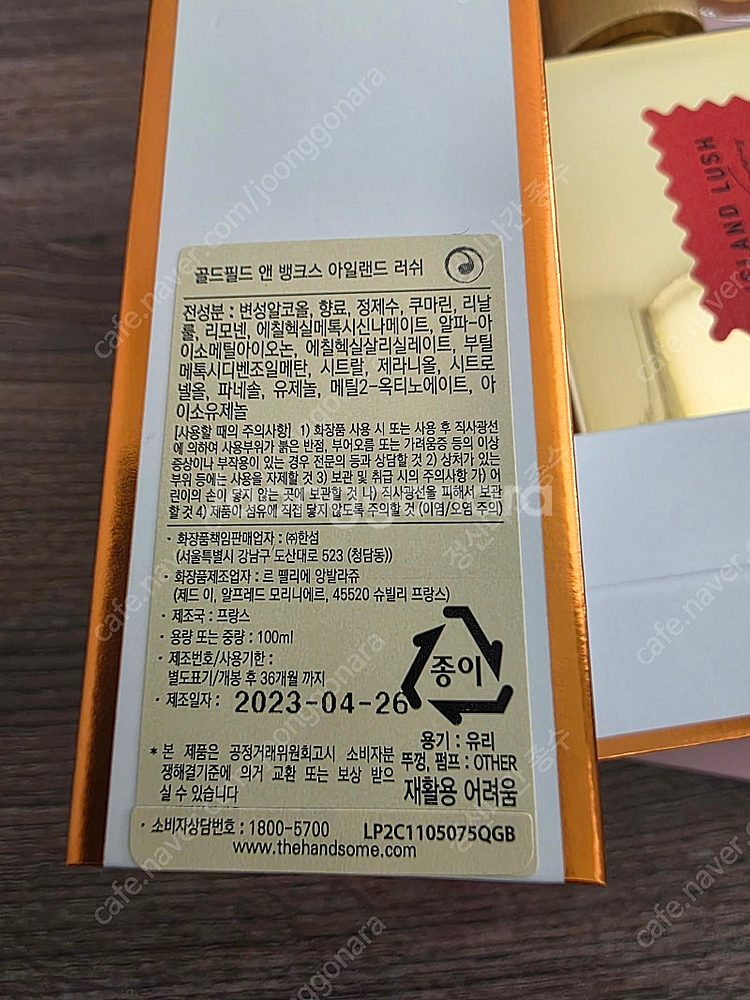 골드필드 앤 뱅크스 아일랜드 러쉬
전성분 : 변성알코올, 향료, 정제수, 쿠마린, 리날
룰, 리모넨, 에칠헥실메톡시신나메이트, 알파-아
이소메틸아이오논, 에칠헥실살리실레이트, 부틸
메톡시디벤조일메탄, 시트랄, 제라니올, 시트로
넬올, 파네솔, 유제놀, 메틸2-옥티노에이트, 아
이소유제놀
[사용할 때의 주의사항] 1) 화장품 사용 시 또는 사용 후 직사광선
에 의하여 사용부위가 붉은 반점, 부어오름 또는 가려움증 등의 이상
증상이나 부작용이 있는 경우 전문의 등과 상담할 것 2) 상처가 있는
부위 등에는 사용을 자제할 것 3) 보관 및 취급 시의 주의사항 가) 어
린이의 손이 닿지 않는 곳에 보관할 것 나) 직사광선을 피해서 보관
할 것 4) 제품이 섬유에 직접 닿지 않도록 주의할 것 (이염/오염 주의)
· 화장품책임판매업자 : ㈜한섬
(서울특별시 강남구 도산대로 523 (청담동))
· 화장품제조업자 : 르 뗄리에 앙발라쥬
(제드 이, 알프레드 모리니에르, 45520 슈빌리 프랑스)
· 제조국 : 프랑스
· 용량 또는 중량 : 100ml
· 제조번호/사용기한 :
별도표기/개봉 후 36개월 까지
· 제조일자 : 2023-04-26
종이
용기 : 유리
뚜껑, 펌프 : OTHER
재활용 어려움
* 본 제품은 공정거래위원회고시 소비자분
쟁해결기준에 의거 교환 또는 보상 받으
실 수 있습니다
· 소비자상담번호 : 1800-5700 LP2C1105075QGB
www.thehandsome.com
LAND LUSH
cafe.naver.com/joonggonara